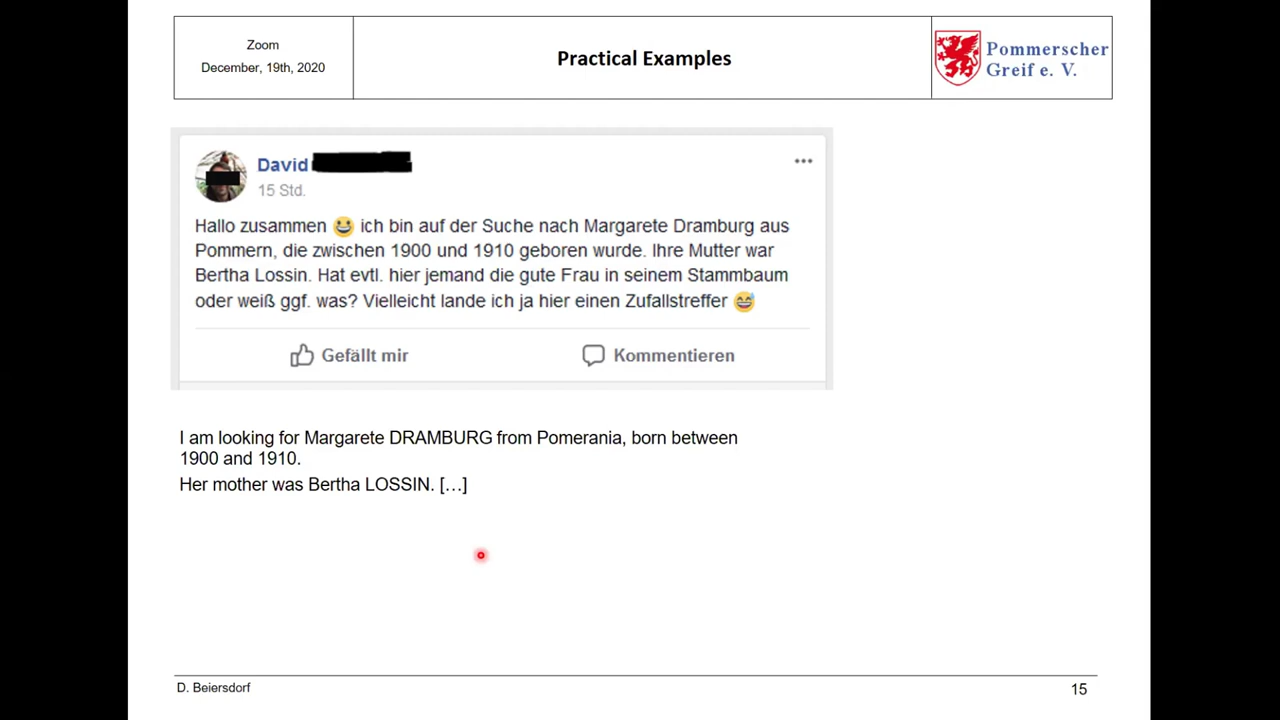 Zoom
December, 19th, 2020
Practical Examples
Pommerscher
Greif e. V.
David
15 Std.
Hallo zusammen 😀 ich bin auf der Suche nach Margarete Dramburg aus
Pommern, die zwischen 1900 und 1910 geboren wurde. Ihre Mutter war
Bertha Lossin. Hat evtl. hier jemand die gute Frau in seinem Stammbaum
oder weiß ggf. was? Vielleicht lande ich ja hier einen Zufallstreffer 😅
Gefällt mir
Kommentieren
I am looking for Margarete DRAMBURG from Pomerania, born between
1900 and 1910.
Her mother was Bertha LOSSIN. […]
D. Beiersdorf
15